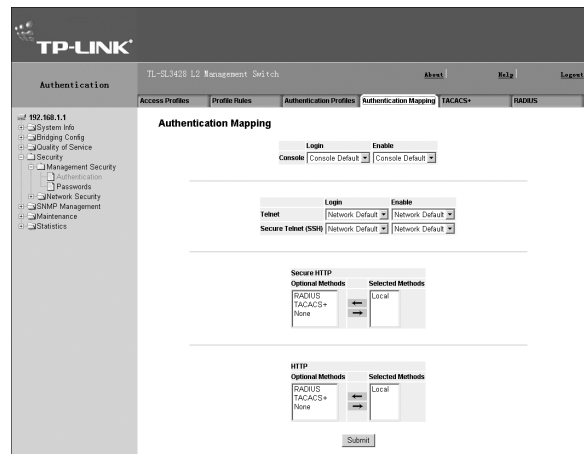 TP-LINK
Authentication
TL-SL3428 L2 Management Switch
About
Help
Logout
Access Profiles
Profile Rules
Authentication Profiles
Authentication Mapping
TACACS+
RADIUS
192.168.1.1
System Info
Bridging Config
Quality of Service
Security
Management Security
Authentication
Passwords
Network Security
SNMP Management
Maintenance
Statistics
Authentication Mapping
Login Enable
Console Console Default Console Default
Login Enable
Telnet Network Default Network Default
Secure Telnet (SSH) Network Default Network Default
Secure HTTP
Optional Methods Selected Methods
RADIUS Local
TACACS+
None
HTTP
Optional Methods Selected Methods
RADIUS Local
TACACS+
None
Submit